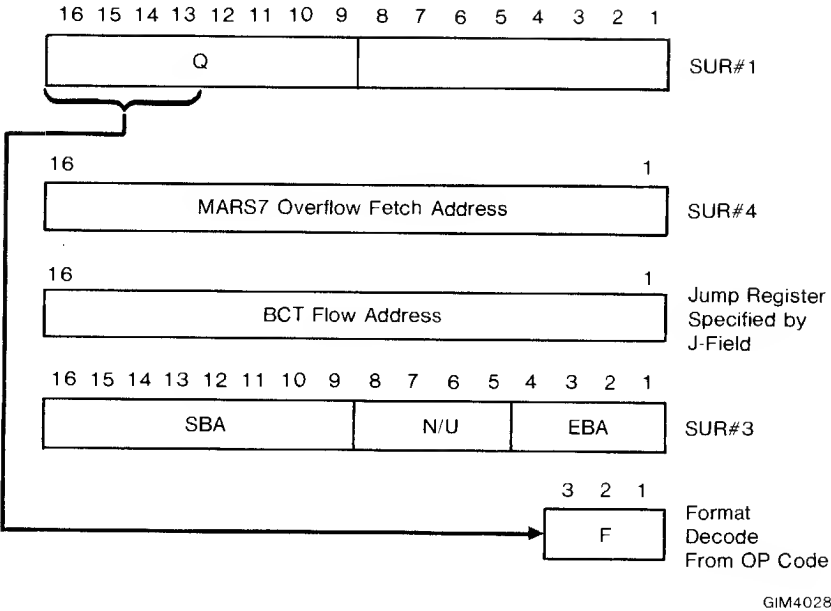 16 15 14 13 12 11 10 9 8 7 6 5 4 3 2 1
Q
SUR#1
16 1
MARS7 Overflow Fetch Address
SUR#4
16 1
BCT Flow Address
Jump Register
Specified by
J-Field
16 15 14 13 12 11 10 9 8 7 6 5 4 3 2 1
SBA N/U EBA
SUR#3
3 2 1
F
Format
Decode
From OP Code
GIM4028